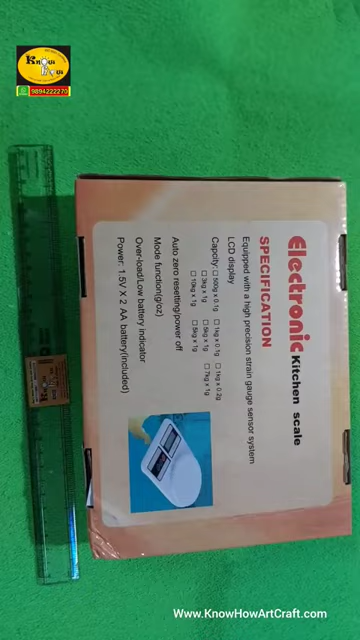 Know
How
9894222270
Electronic Kitchen scale
SPECIFICATION
Equipped with a high precision strain gauge sensor system
LCD display
Capcity: □ 500g x 0.1g □ 1kg x 0.1g □ 1kg x 0.2g
□ 3kg x 1g □ 5kg x 1g □ 7kg x 1g
□ 10kg x 1g □ 5kg x 1g
Auto zero resetting/power off
Mode function(g/oz)
Over-load/Low battery indicator
Power: 1.5V X 2 AA battery(included)
www.KnowHowArtCraft.com